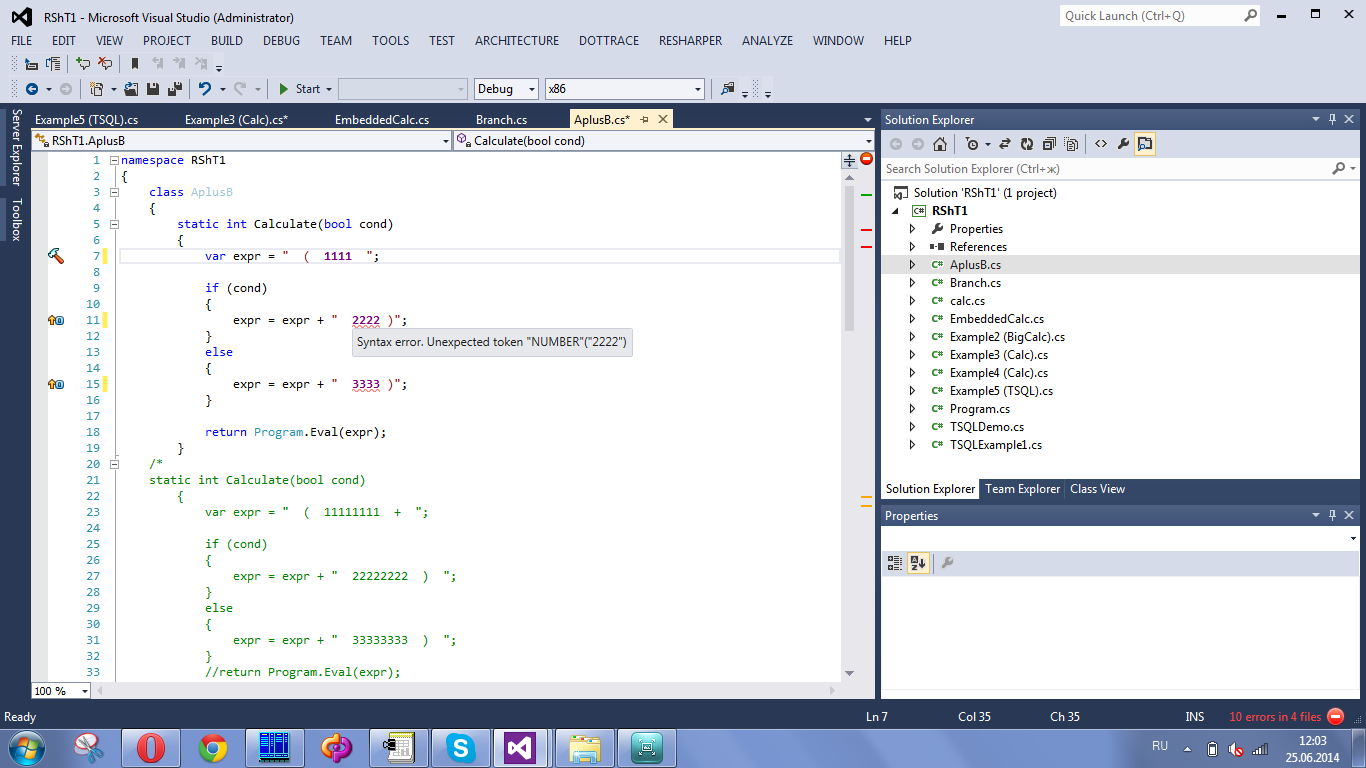 RShT1 - Microsoft Visual Studio (Administrator)
Quick Launch (Ctrl+Q)
FILE EDIT VIEW PROJECT BUILD DEBUG TEAM TOOLS TEST ARCHITECTURE DOTTRACE RESHARPER ANALYZE WINDOW HELP
Start Debug x86
Server Explorer
Toolbox
Example5 (TSQL).cs Example3 (Calc).cs* EmbeddedCalc.cs Branch.cs AplusB.cs*
RShT1.AplusB Calculate(bool cond)
1 namespace RShT1
2 {
3 class AplusB
4 {
5 static int Calculate(bool cond)
6 {
7 var expr = "  (  1111  ";
8
9 if (cond)
10 {
11 expr = expr + "  2222 )";
12 }
Syntax error. Unexpected token "NUMBER"("2222")
13 else
14 {
15 expr = expr + "  3333 )";
16 }
17
18 return Program.Eval(expr);
19 }
20 /*
21 static int Calculate(bool cond)
22 {
23 var expr = "  (  11111111  +  ";
24
25 if (cond)
26 {
27 expr = expr + "  22222222  )  ";
28 }
29 else
30 {
31 expr = expr + "  33333333  )  ";
32 }
33 //return Program.Eval(expr);
100 %
Solution Explorer
Search Solution Explorer (Ctrl+ж)
Solution 'RShT1' (1 project)
C# RShT1
Properties
References
C# AplusB.cs
C# Branch.cs
C# calc.cs
C# EmbeddedCalc.cs
C# Example2 (BigCalc).cs
C# Example3 (Calc).cs
C# Example4 (Calc).cs
C# Example5 (TSQL).cs
C# Program.cs
C# TSQLDemo.cs
C# TSQLExample1.cs
Solution Explorer Team Explorer Class View
Properties
Ready Ln 7 Col 35 Ch 35 INS 10 errors in 4 files
RU 12:03
25.06.2014